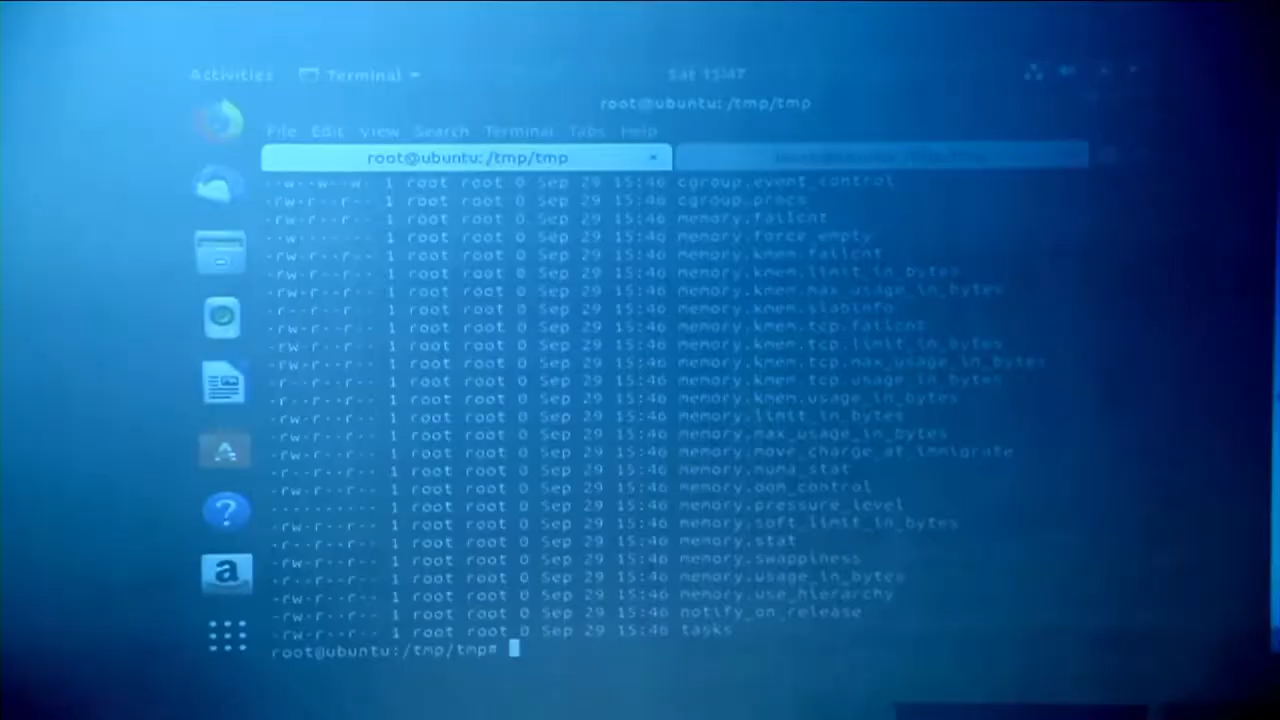 Activities Terminal Sat 15:47
root@ubuntu: /tmp/tmp
File Edit View Search Terminal Tabs Help
root@ubuntu: /tmp/tmp ×
--w--w--w- 1 root root 0 Sep 29 15:46 cgroup.event_control
-rw-r--r-- 1 root root 0 Sep 29 15:46 cgroup.procs
-rw-r--r-- 1 root root 0 Sep 29 15:46 memory.failcnt
--w------- 1 root root 0 Sep 29 15:46 memory.force_empty
-rw-r--r-- 1 root root 0 Sep 29 15:46 memory.kmem.failcnt
-rw-r--r-- 1 root root 0 Sep 29 15:46 memory.kmem.limit_in_bytes
-rw-r--r-- 1 root root 0 Sep 29 15:46 memory.kmem.max_usage_in_bytes
-r--r--r-- 1 root root 0 Sep 29 15:46 memory.kmem.slabinfo
-rw-r--r-- 1 root root 0 Sep 29 15:46 memory.kmem.tcp.failcnt
-rw-r--r-- 1 root root 0 Sep 29 15:46 memory.kmem.tcp.limit_in_bytes
-rw-r--r-- 1 root root 0 Sep 29 15:46 memory.kmem.tcp.max_usage_in_bytes
-r--r--r-- 1 root root 0 Sep 29 15:46 memory.kmem.tcp.usage_in_bytes
-r--r--r-- 1 root root 0 Sep 29 15:46 memory.kmem.usage_in_bytes
-rw-r--r-- 1 root root 0 Sep 29 15:46 memory.limit_in_bytes
-rw-r--r-- 1 root root 0 Sep 29 15:46 memory.max_usage_in_bytes
-rw-r--r-- 1 root root 0 Sep 29 15:46 memory.move_charge_at_immigrate
-r--r--r-- 1 root root 0 Sep 29 15:46 memory.numa_stat
-rw-r--r-- 1 root root 0 Sep 29 15:46 memory.oom_control
---------- 1 root root 0 Sep 29 15:46 memory.pressure_level
-rw-r--r-- 1 root root 0 Sep 29 15:46 memory.soft_limit_in_bytes
-r--r--r-- 1 root root 0 Sep 29 15:46 memory.stat
-rw-r--r-- 1 root root 0 Sep 29 15:46 memory.swappiness
-r--r--r-- 1 root root 0 Sep 29 15:46 memory.usage_in_bytes
-rw-r--r-- 1 root root 0 Sep 29 15:46 memory.use_hierarchy
-rw-r--r-- 1 root root 0 Sep 29 15:46 notify_on_release
-rw-r--r-- 1 root root 0 Sep 29 15:46 tasks
root@ubuntu:/tmp/tmp#
?
a